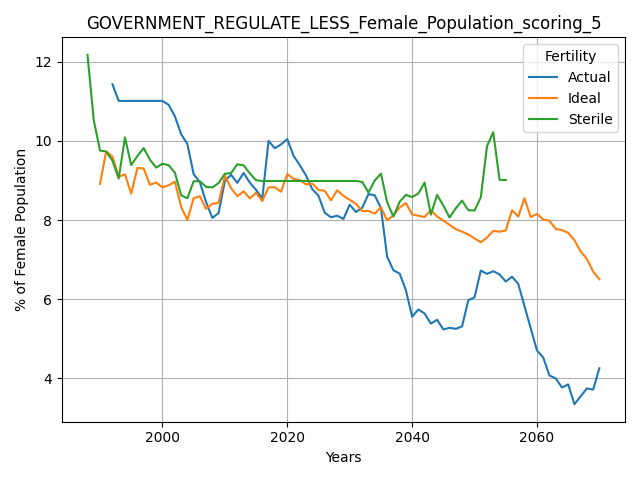 GOVERNMENT_REGULATE_LESS_Female_Population_scoring_5
Fertility
Actual
Ideal
Sterile
% of Female Population
12
10
8
6
4
2000
2020
2040
2060
Years